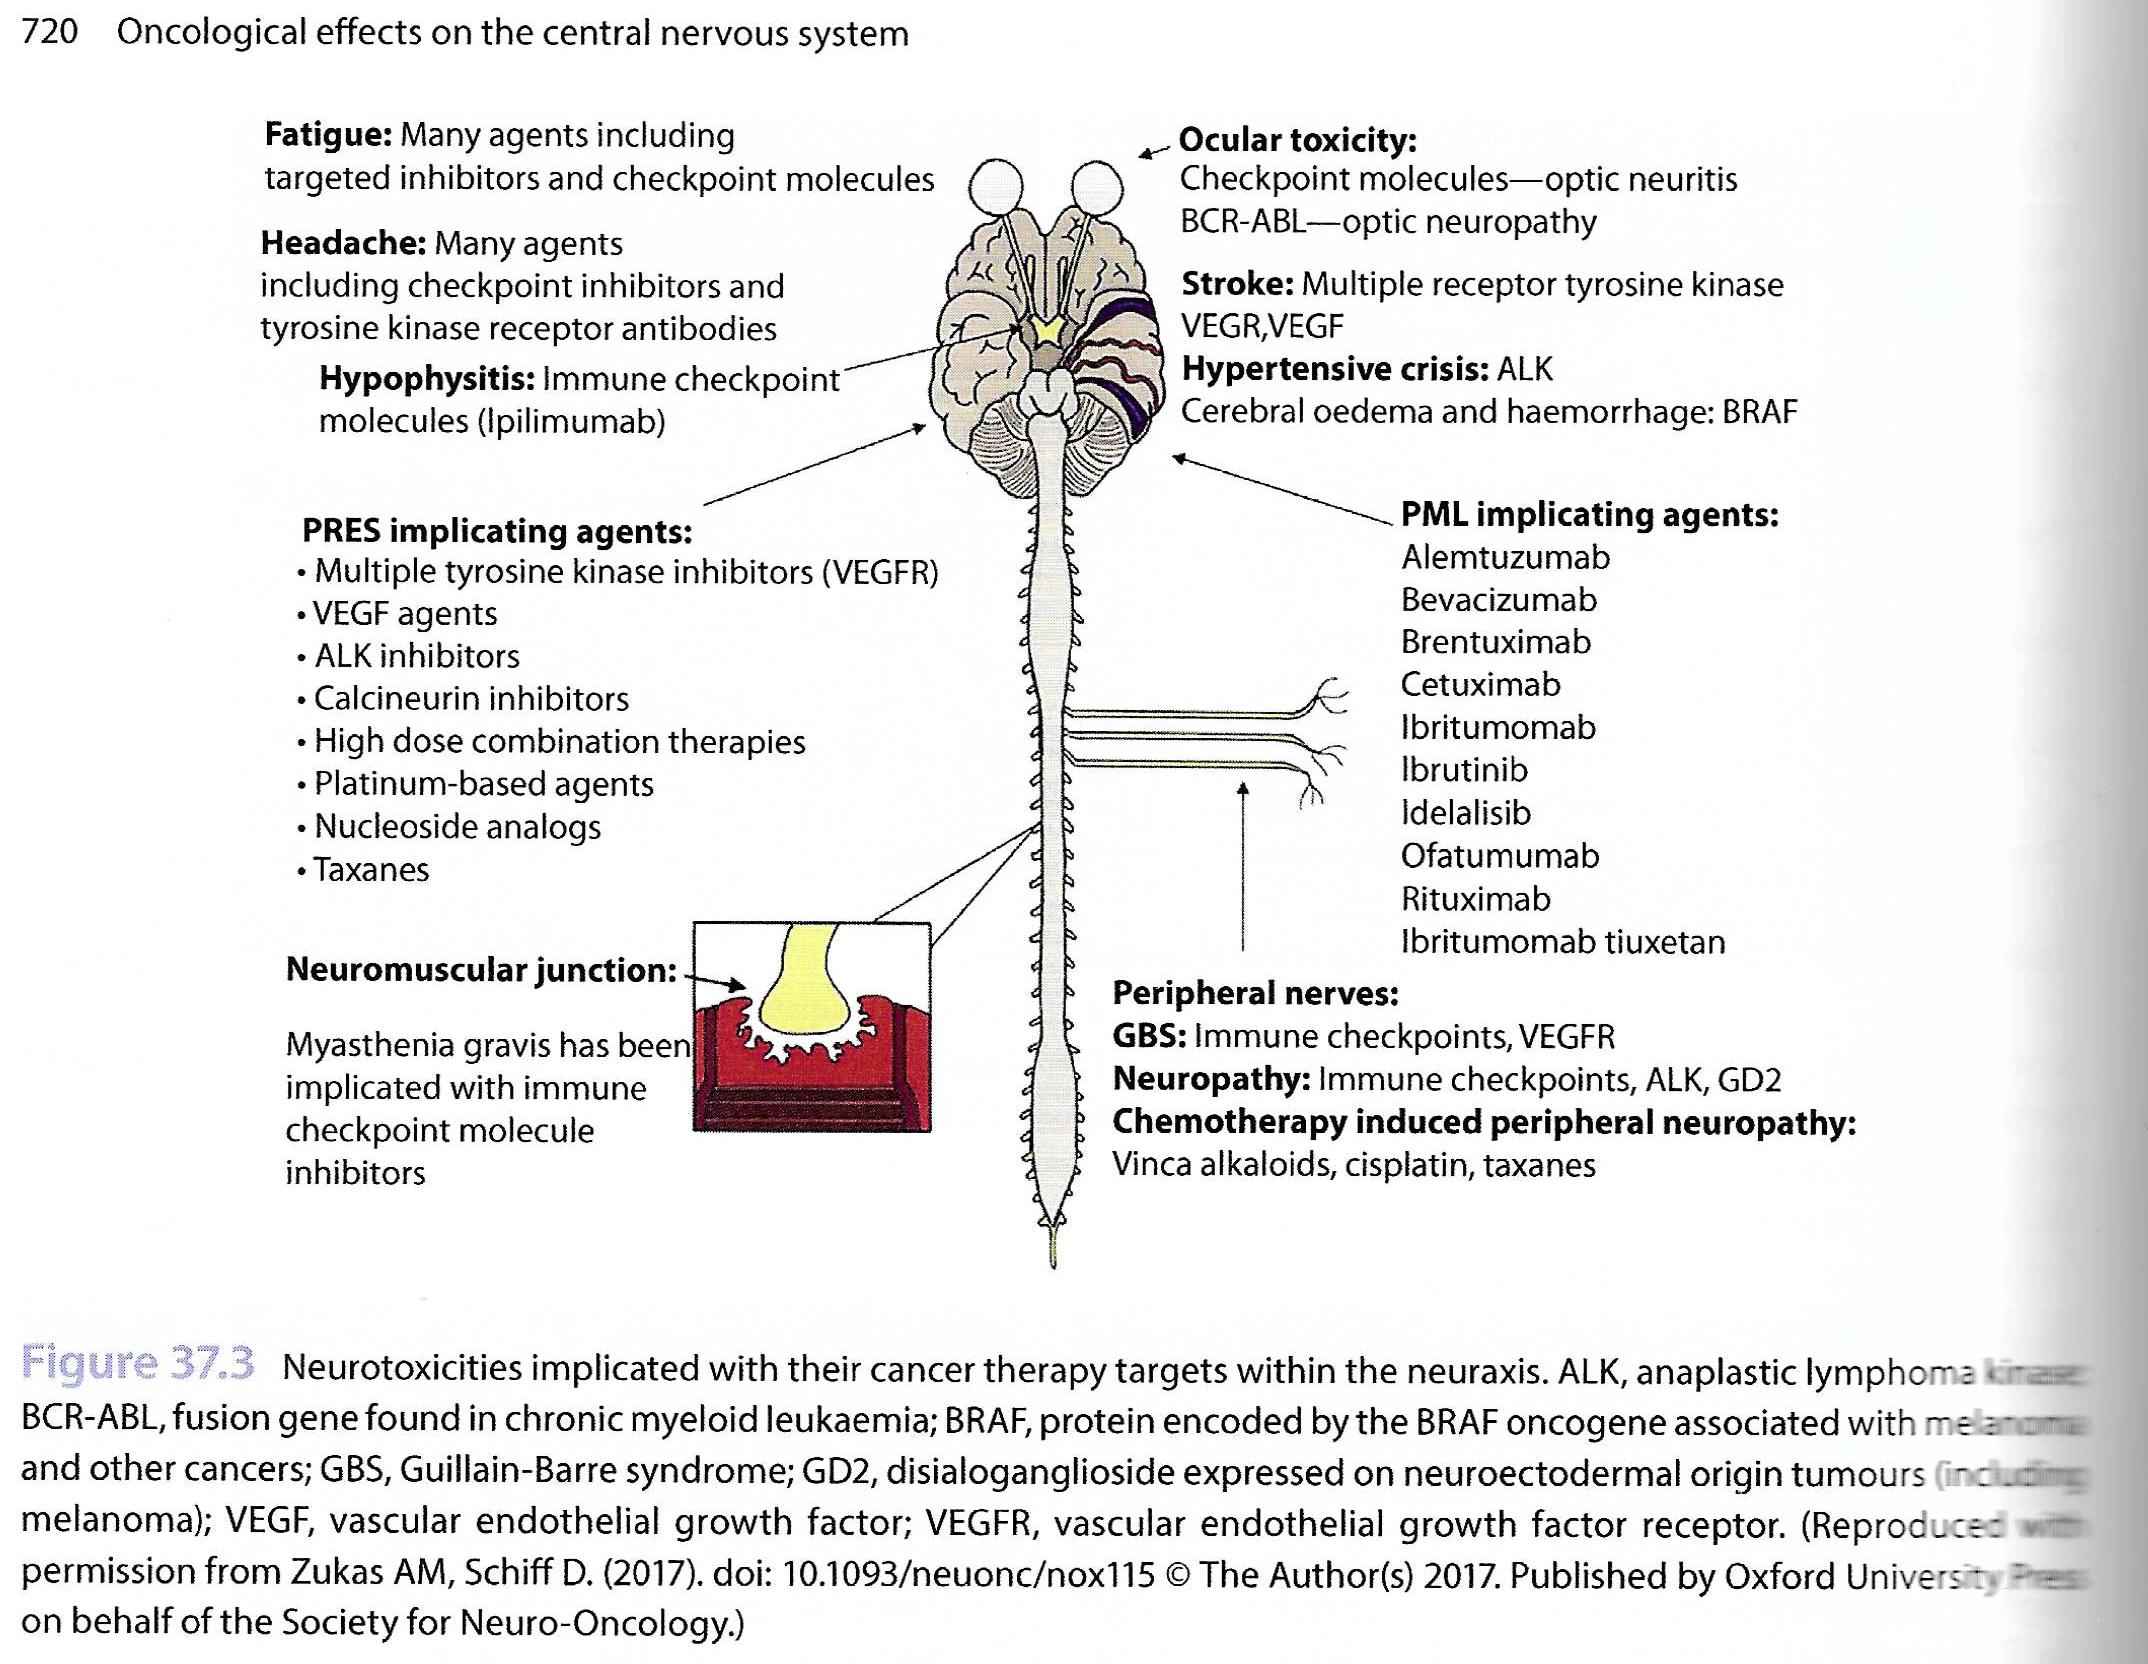 720 Oncological effects on the central nervous system
Fatigue: Many agents including
targeted inhibitors and checkpoint molecules
Headache: Many agents
including checkpoint inhibitors and
tyrosine kinase receptor antibodies
Hypophysitis: Immune checkpoint
molecules (Ipilimumab)
PRES implicating agents:
• Multiple tyrosine kinase inhibitors (VEGFR)
• VEGF agents
• ALK inhibitors
• Calcineurin inhibitors
• High dose combination therapies
• Platinum-based agents
• Nucleoside analogs
• Taxanes
Neuromuscular junction:
Myasthenia gravis has been
implicated with immune
checkpoint molecule
inhibitors
Ocular toxicity:
Checkpoint molecules—optic neuritis
BCR-ABL—optic neuropathy
Stroke: Multiple receptor tyrosine kinase
VEGR,VEGF
Hypertensive crisis: ALK
Cerebral oedema and haemorrhage: BRAF
PML implicating agents:
Alemtuzumab
Bevacizumab
Brentuximab
Cetuximab
Ibritumomab
Ibrutinib
Idelalisib
Ofatumumab
Rituximab
Ibritumomab tiuxetan
Peripheral nerves:
GBS: Immune checkpoints, VEGFR
Neuropathy: Immune checkpoints, ALK, GD2
Chemotherapy induced peripheral neuropathy:
Vinca alkaloids, cisplatin, taxanes
Figure 37.3 Neurotoxicities implicated with their cancer therapy targets within the neuraxis. ALK, anaplastic lymphoma kinase;
BCR-ABL, fusion gene found in chronic myeloid leukaemia; BRAF, protein encoded by the BRAF oncogene associated with melanoma
and other cancers; GBS, Guillain-Barre syndrome; GD2, disialoganglioside expressed on neuroectodermal origin tumours (including
melanoma); VEGF, vascular endothelial growth factor; VEGFR, vascular endothelial growth factor receptor. (Reproduced with
permission from Zukas AM, Schiff D. (2017). doi: 10.1093/neuonc/nox115 © The Author(s) 2017. Published by Oxford University Press
on behalf of the Society for Neuro-Oncology.)